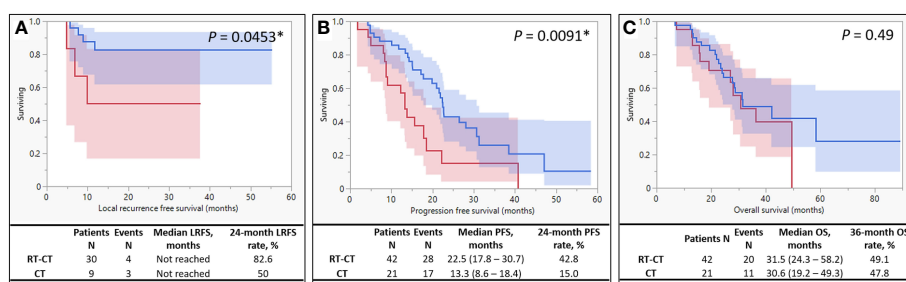 A
P = 0.0453*
1.0
0.8
0.6
0.4
0.2
0
Surviving
0 10 20 30 40 50 60
Local recurrence free survival (months)
Patients N Events N Median LRFS, months 24-month LRFS rate, %
RT-CT 30 4 Not reached 82.6
CT 9 3 Not reached 50
B
P = 0.0091*
1.0
0.8
0.6
0.4
0.2
0
Surviving
0 10 20 30 40 50 60
Progression free survival (months)
Patients N Events N Median PFS, months 24-month PFS rate, %
RT-CT 42 28 22.5 (17.8 – 30.7) 42.8
CT 21 17 13.3 (8.6 – 18.4) 15.0
C
P = 0.49
1.0
0.8
0.6
0.4
0.2
0
Surviving
0 20 40 60 80
Overall survival (months)
Patients N Events N Median OS, months 36-month OS rate, %
RT-CT 42 20 31.5 (24.3 – 58.2) 49.1
CT 21 11 30.6 (19.2 – 49.3) 47.8